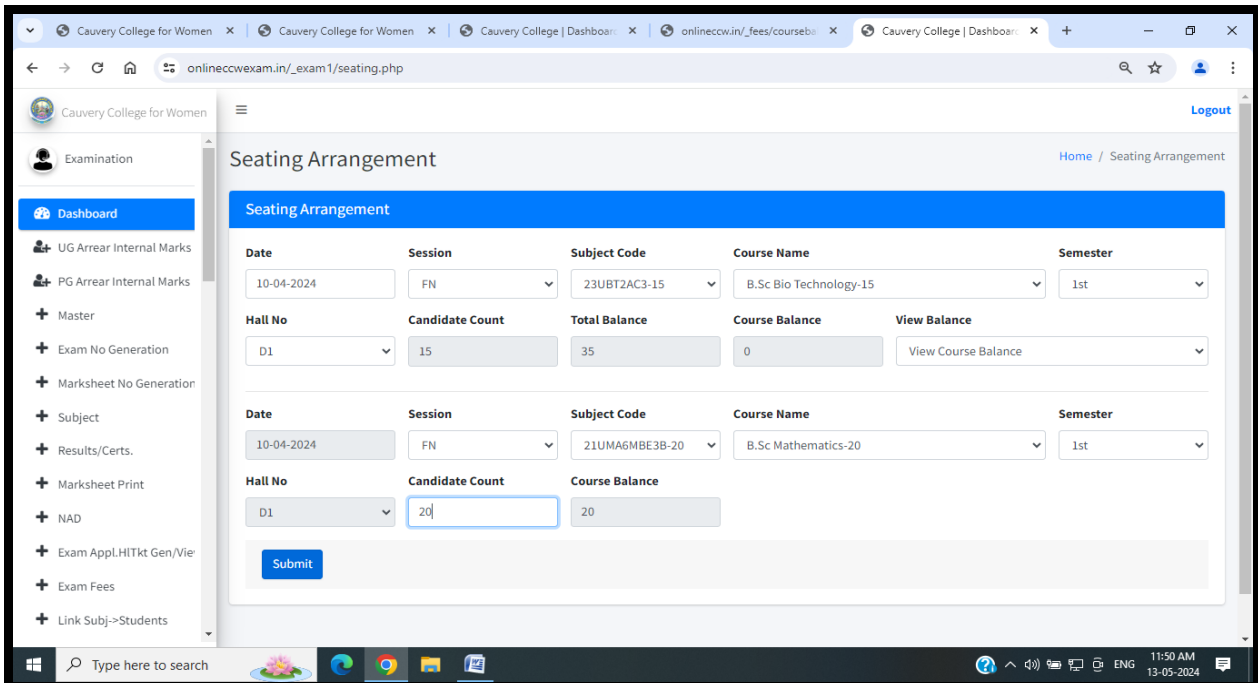 Cauvery College for Women
Cauvery College for Women
Cauvery College | Dashboar
onlineccw.in/_fees/courseba
Cauvery College | Dashboar
onlineccwexam.in/_exam1/seating.php
Cauvery College for Women
Logout
Examination
Seating Arrangement
Home / Seating Arrangement
Dashboard
UG Arrear Internal Marks
PG Arrear Internal Marks
Master
Exam No Generation
Marksheet No Generation
Subject
Results/Certs.
Marksheet Print
NAD
Exam Appl.HlTkt Gen/Vie
Exam Fees
Link Subj->Students
Seating Arrangement
Date Session Subject Code Course Name Semester
10-04-2024 FN 23UBT2AC3-15 B.Sc Bio Technology-15 1st
Hall No Candidate Count Total Balance Course Balance View Balance
D1 15 35 0 View Course Balance
Date Session Subject Code Course Name Semester
10-04-2024 FN 21UMA6MBE3B-20 B.Sc Mathematics-20 1st
Hall No Candidate Count Course Balance
D1 20 20
Submit
Type here to search
ENG
11:50 AM
13-05-2024